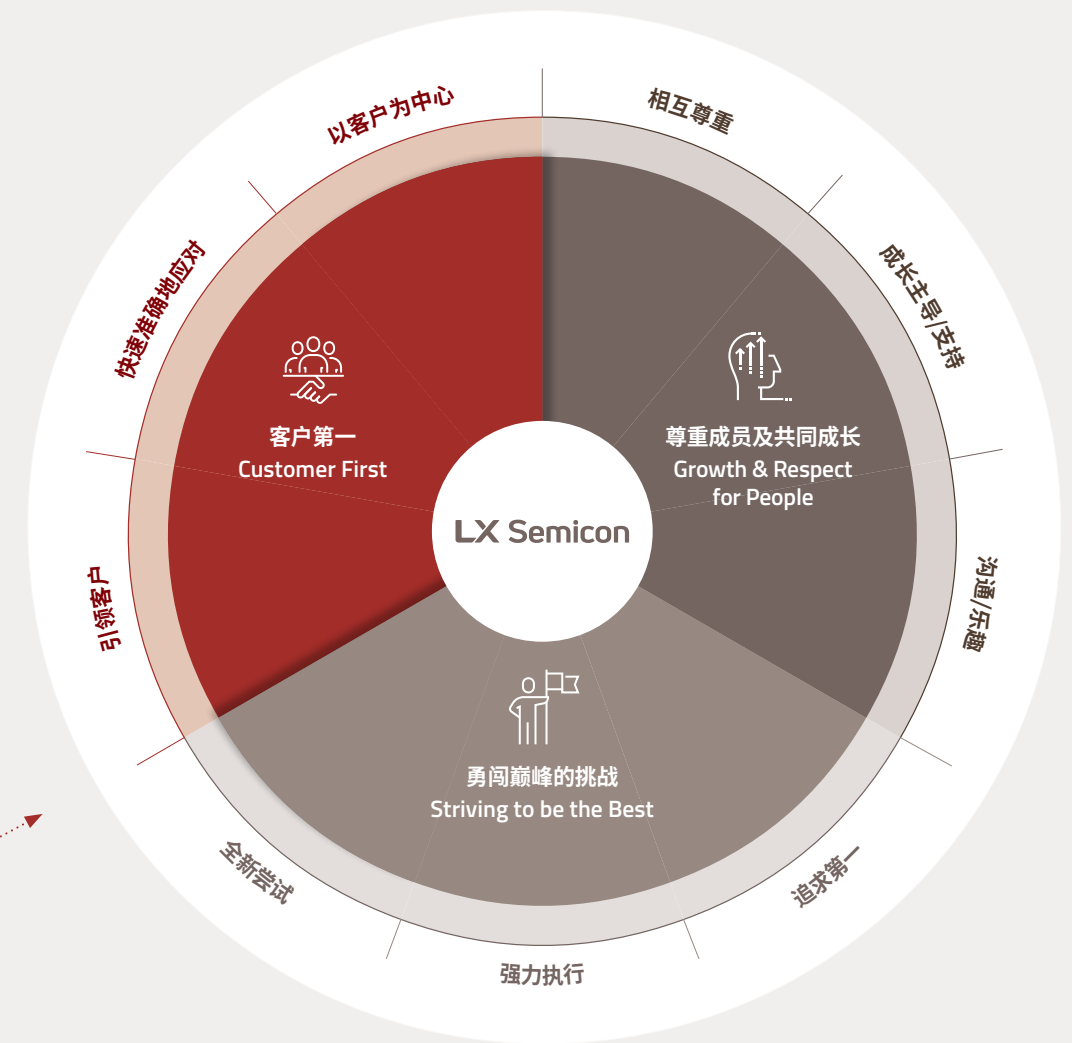 以客户为中心
相互尊重
快速准确地应对
成长主导/支持
客户第一
Customer First
尊重成员及共同成长
Growth & Respect
for People
LX Semicon
引领客户
沟通/乐趣
勇闯巅峰的挑战
Striving to be the Best
全新尝试
追求第一
强力执行